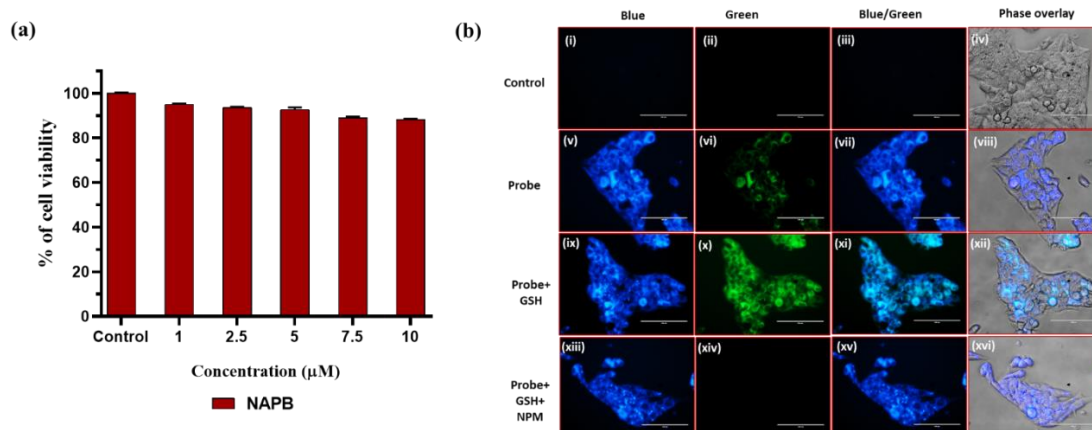 (a)
% of cell viability
100
80
60
40
20
0
Control 1 2.5 5 7.5 10
Concentration (µM)
NAPB
(b)
Blue Green Blue/Green Phase overlay
Control
(i) (ii) (iii) (iv)
Probe
(v) (vi) (vii) (viii)
Probe+
GSH
(ix) (x) (xi) (xii)
Probe+
GSH+
NPM
(xiii) (xiv) (xv) (xvi)